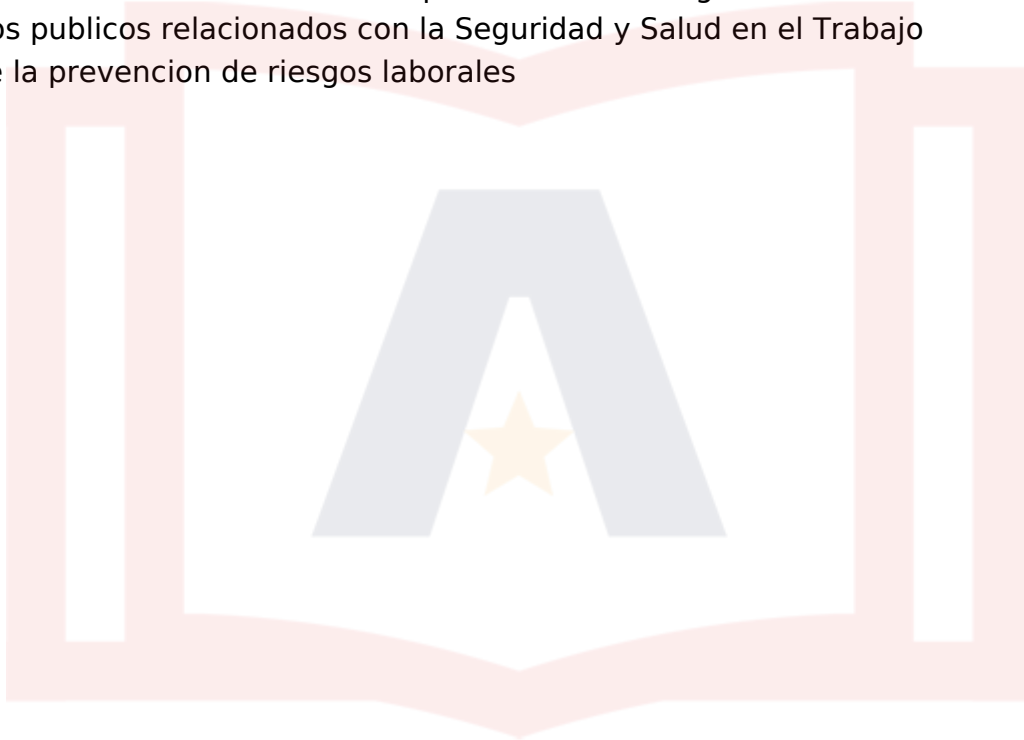 os publicos relacionados con la Seguridad y Salud en el Trabajo
la prevencion de riesgos laborales